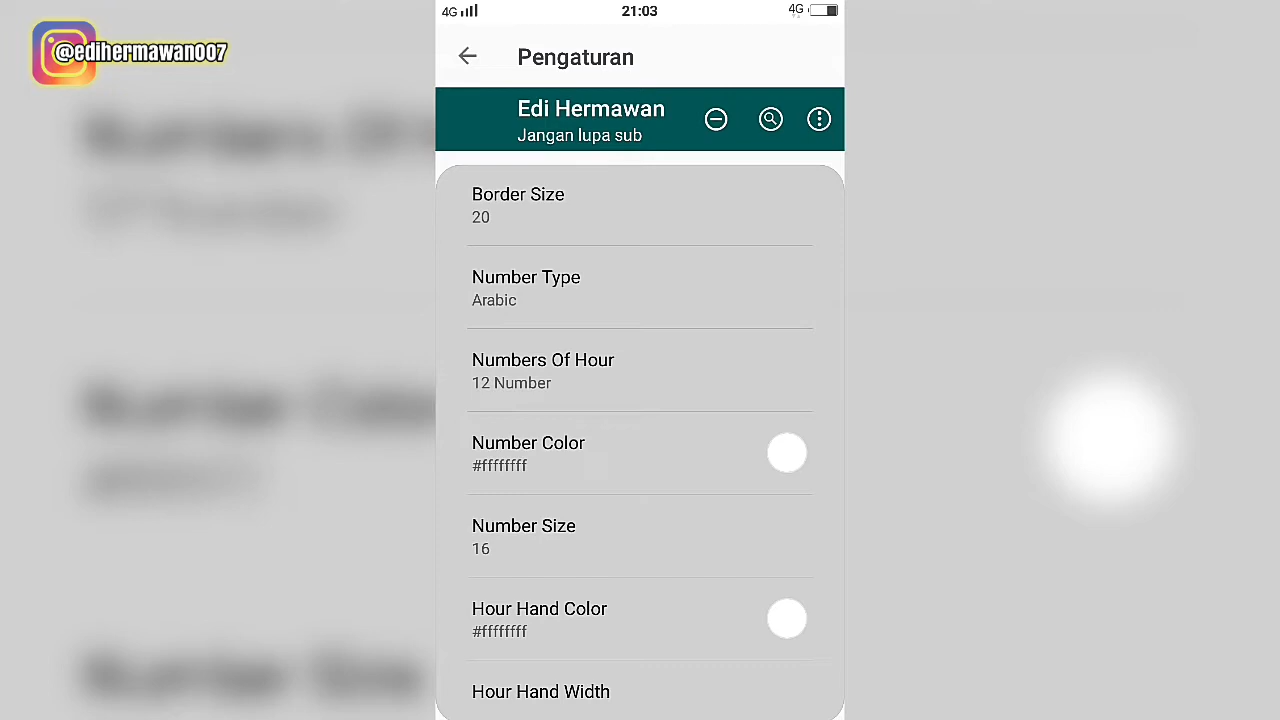 @edihermawan007
4G
21:03
4G
Pengaturan
Edi Hermawan
Jangan lupa sub
Border Size
20
Number Type
Arabic
Numbers Of Hour
12 Number
Number Color
#ffffffff
Number Size
16
Hour Hand Color
#ffffffff
Hour Hand Width